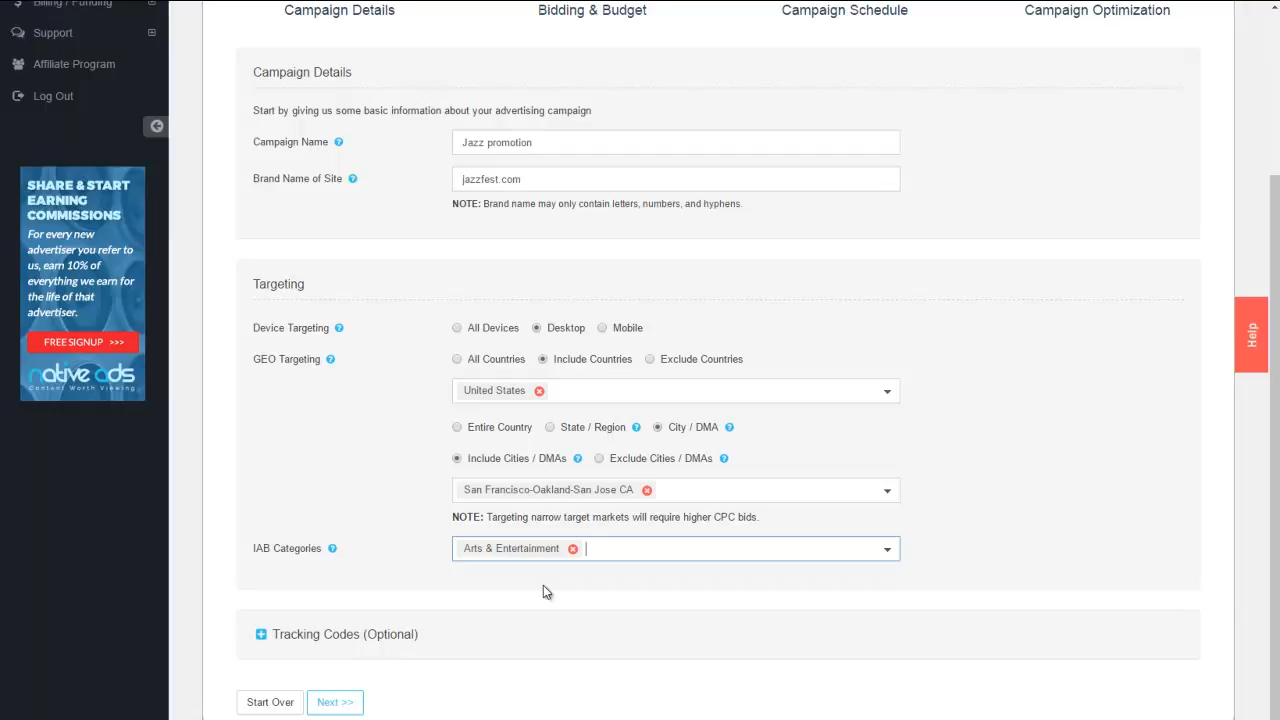 Billing / Funding
Support
Affiliate Program
Log Out
SHARE & START
EARNING
COMMISSIONS
For every new
advertiser you refer to
us, earn 10% of
everything we earn for
the life of that
advertiser.
FREE SIGNUP >>>
native ads
Content Worth Viewing
Campaign Details Bidding & Budget Campaign Schedule Campaign Optimization
Campaign Details
Start by giving us some basic information about your advertising campaign
Campaign Name ? Jazz promotion
Brand Name of Site ? jazzfest.com
NOTE: Brand name may only contain letters, numbers, and hyphens.
Targeting
Device Targeting ? All Devices Desktop Mobile
GEO Targeting ? All Countries Include Countries Exclude Countries
United States
Entire Country State / Region ? City / DMA ?
Include Cities / DMAs ? Exclude Cities / DMAs ?
San Francisco-Oakland-San Jose CA
NOTE: Targeting narrow target markets will require higher CPC bids.
IAB Categories ? Arts & Entertainment
Tracking Codes (Optional)
Start Over Next >>
Help